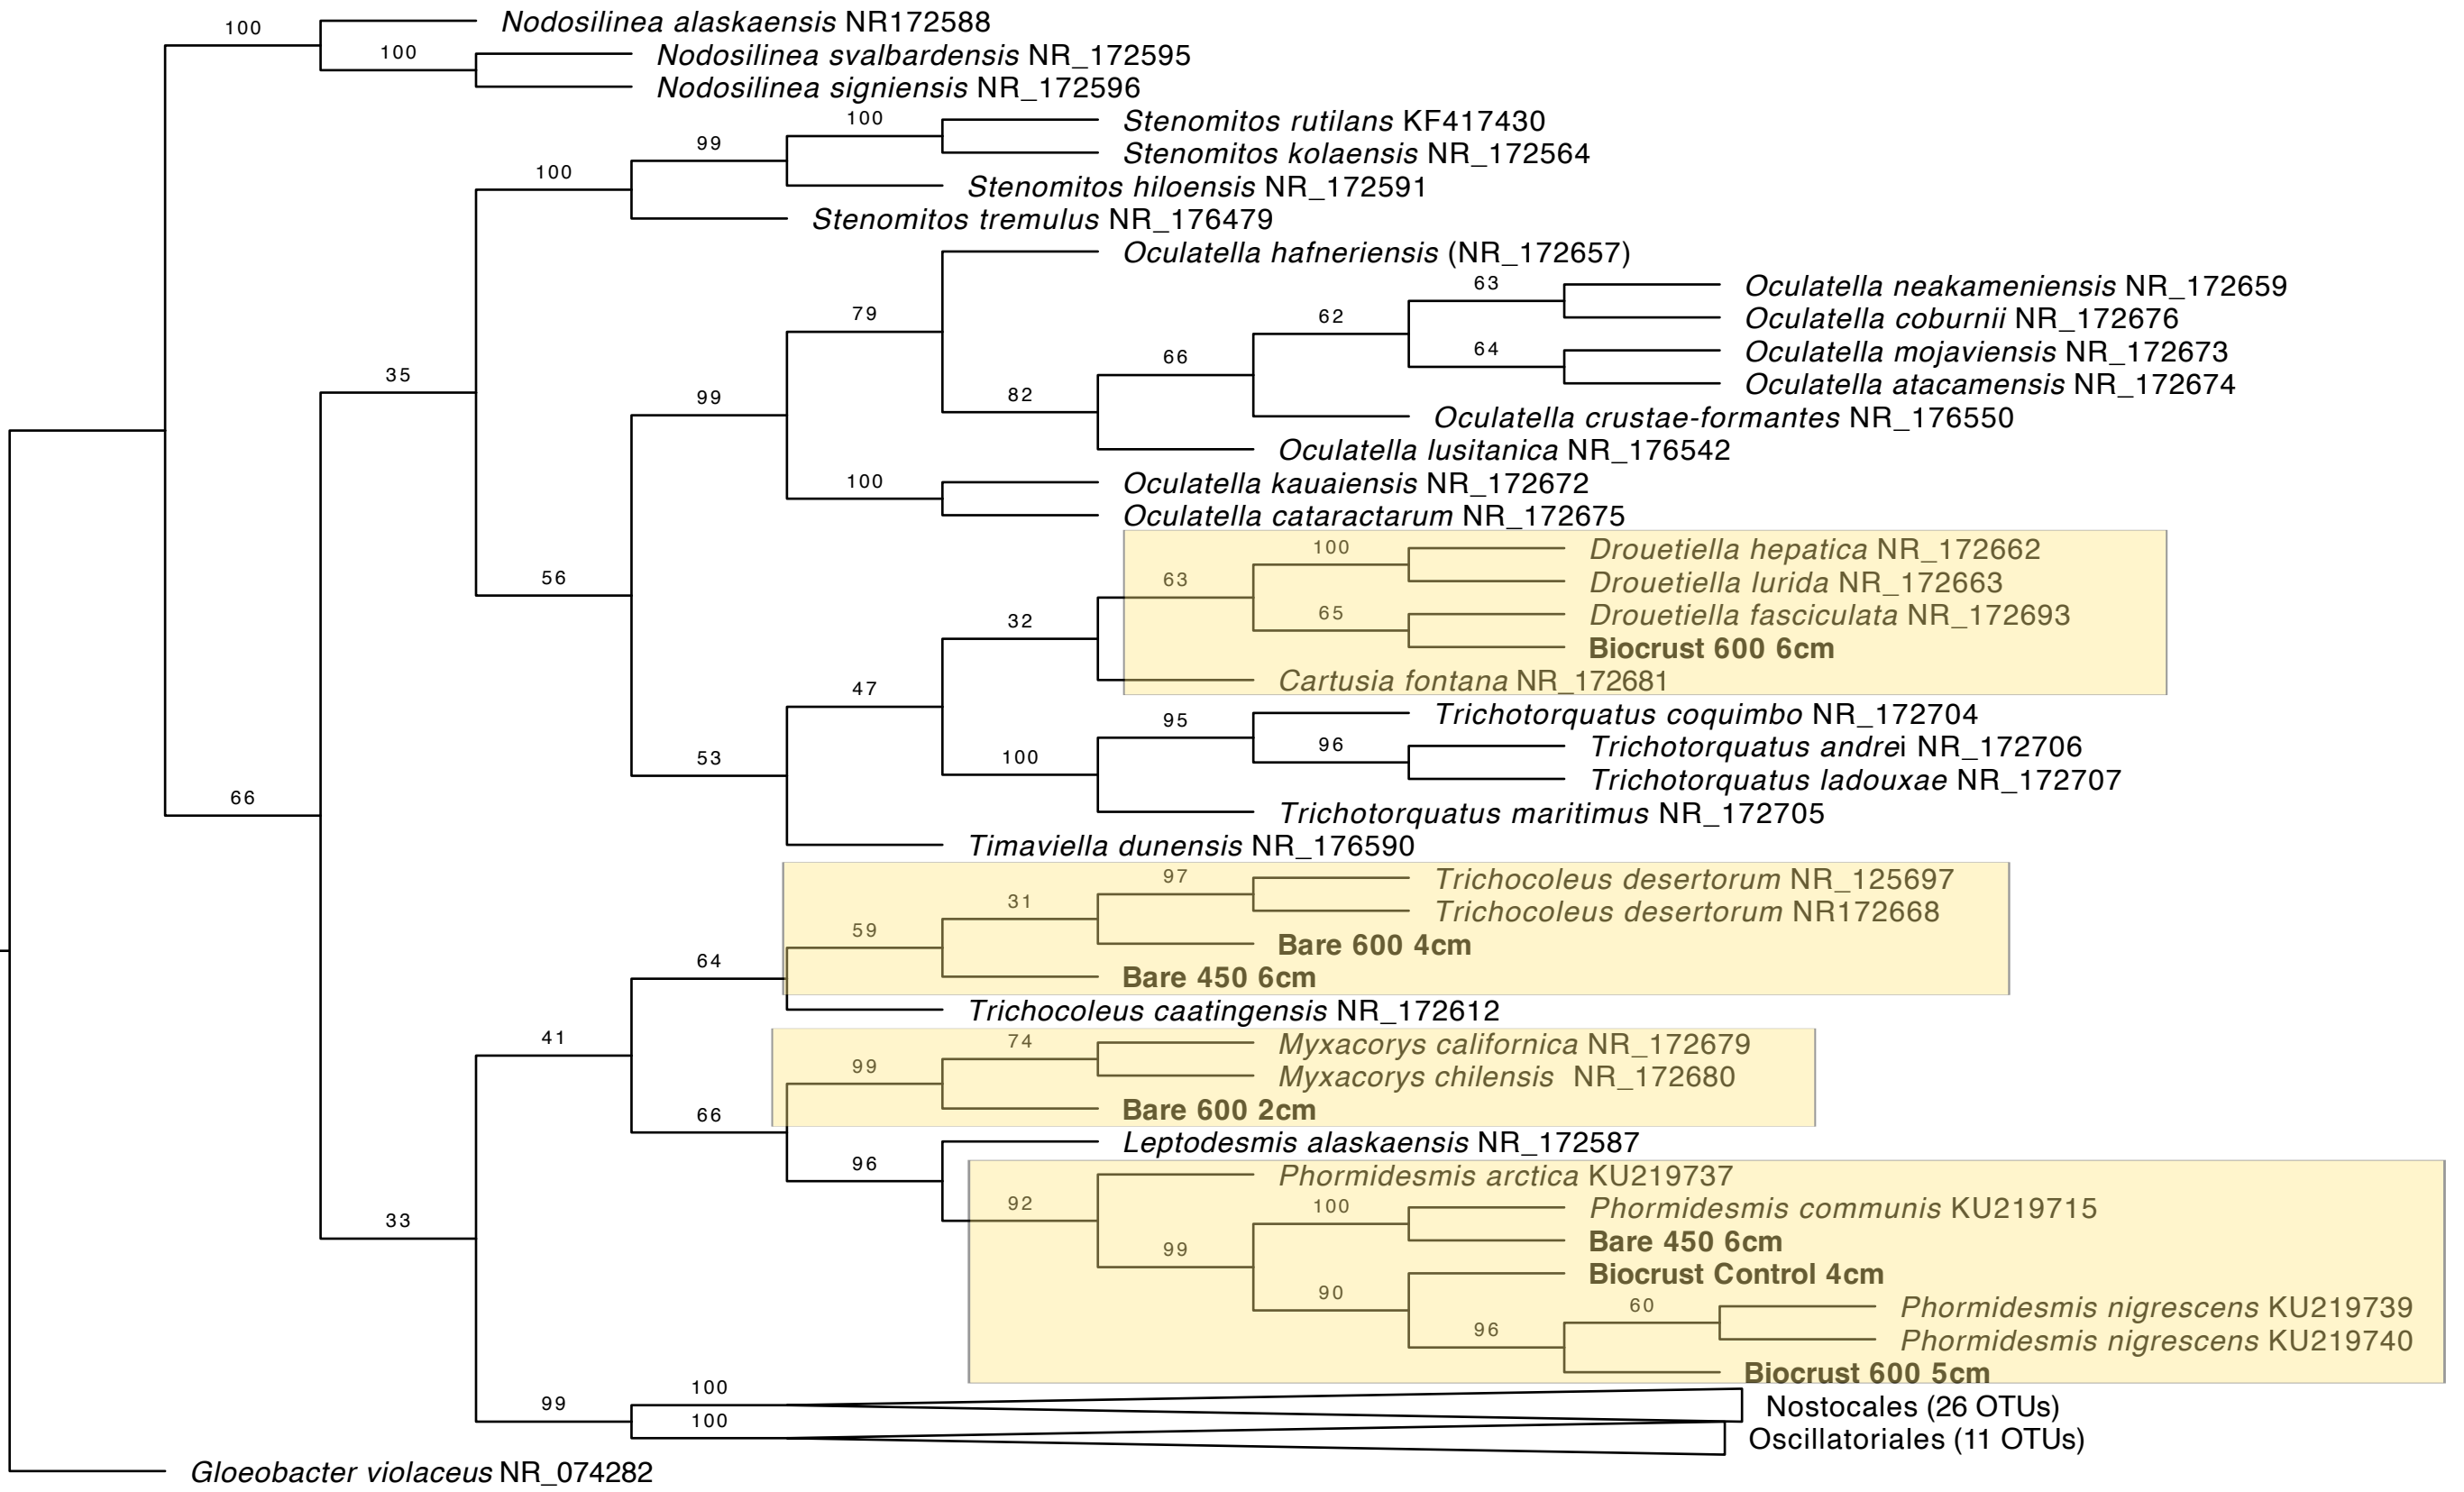 100
Nodosilinea alaskaensis NR172588
100
Nodosilinea svalbardensis NR_172595
Nodosilinea signiensis NR_172596
100
Stenomitos rutilans KF417430
99
Stenomitos kolaensis NR_172564
100
Stenomitos hiloensis NR_172591
Stenomitos tremulus NR_176479
Oculatella hafneriensis (NR_172657)
63
Oculatella neakameniensis NR_172659
79
62
Oculatella coburnii NR_172676
66
64
Oculatella mojaviensis NR_172673
35
Oculatella atacamensis NR_172674
99
82
Oculatella crustae-formantes NR_176550
Oculatella lusitanica NR_176542
100
Oculatella kauaiensis NR_172672
Oculatella cataractarum NR_172675
100
Drouetiella hepatica NR_172662
56
63
Drouetiella lurida NR_172663
32
65
Drouetiella fasciculata NR_172693
Biocrust 600 6cm
47
Cartusia fontana NR_172681
95
Trichotorquatus coquimbo NR_172704
53
100
96
Trichotorquatus andrei NR_172706
66
Trichotorquatus ladouxae NR_172707
Trichotorquatus maritimus NR_172705
Timaviella dunensis NR_176590
97
Trichocoleus desertorum NR_125697
31
Trichocoleus desertorum NR172668
59
Bare 600 4cm
64
Bare 450 6cm
Trichocoleus caatingensis NR_172612
41
74
Myxacorys californica NR_172679
99
Myxacorys chilensis NR_172680
66
Bare 600 2cm
Leptodesmis alaskaensis NR_172587
96
Phormidesmis arctica KU219737
33
92
100
Phormidesmis communis KU219715
99
Bare 450 6cm
Biocrust Control 4cm
90
60
Phormidesmis nigrescens KU219739
96
Phormidesmis nigrescens KU219740
Biocrust 600 5cm
99
100
Nostocales (26 OTUs)
100
Oscillatoriales (11 OTUs)
Gloeobacter violaceus NR_074282